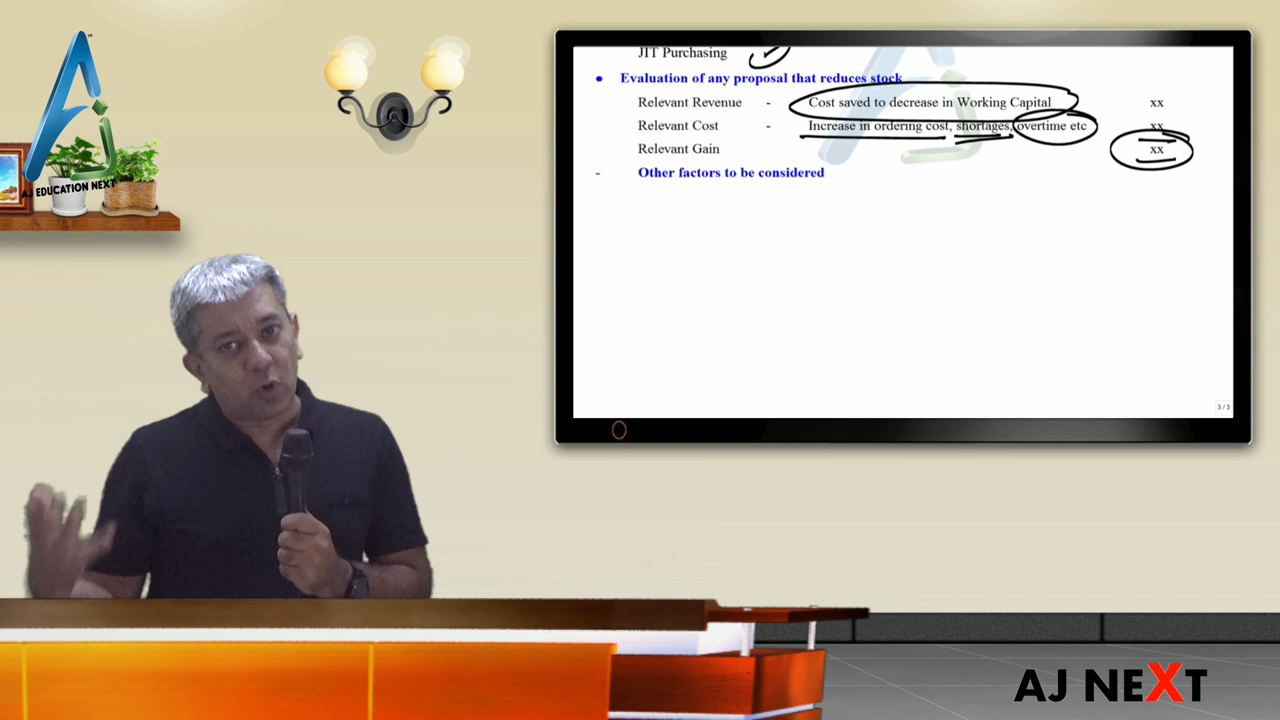 JIT Purchasing
• Evaluation of any proposal that reduces stock
Relevant Revenue - Cost saved to decrease in Working Capital xx
Relevant Cost - Increase in ordering cost, shortages, overtime etc xx
Relevant Gain xx
- Other factors to be considered
3 / 3
AJ EDUCATION NEXT
AJ NEXT